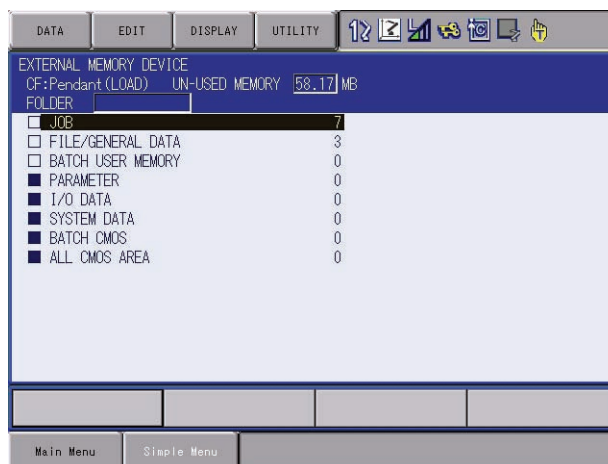 DATA EDIT DISPLAY UTILITY
EXTERNAL MEMORY DEVICE
CF:Pendant(LOAD) UN-USED MEMORY 58.17 MB
FOLDER
JOB 7
FILE/GENERAL DATA 3
BATCH USER MEMORY 0
PARAMETER 0
I/O DATA 0
SYSTEM DATA 0
BATCH CMOS 0
ALL CMOS AREA 0
Main Menu Simple Menu